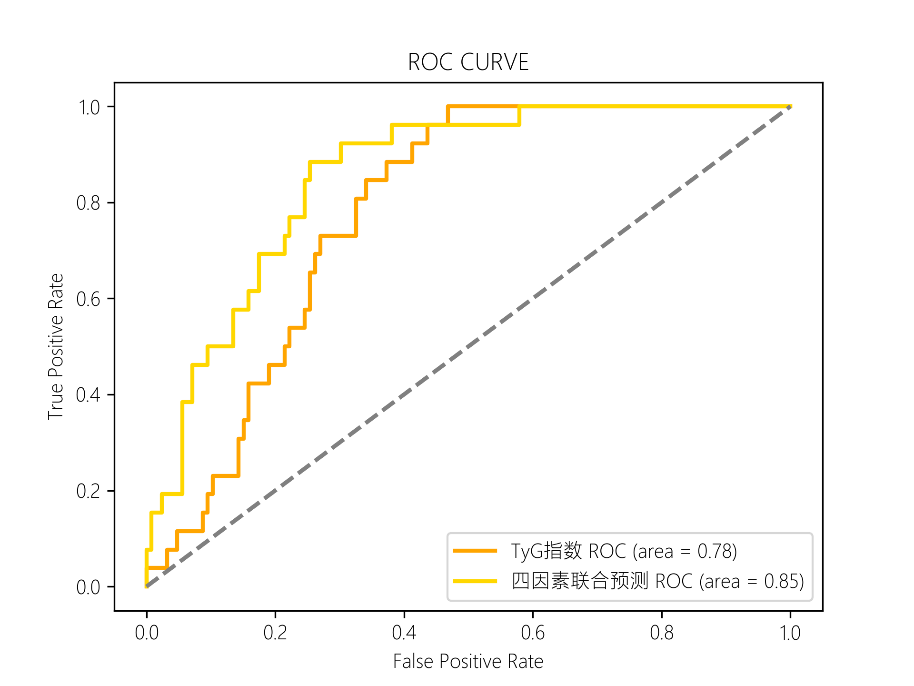 ROC CURVE
True Positive Rate
1.0
0.8
0.6
0.4
0.2
0.0
TyG指数 ROC (area = 0.78)
四因素联合预测 ROC (area = 0.85)
0.0 0.2 0.4 0.6 0.8 1.0
False Positive Rate